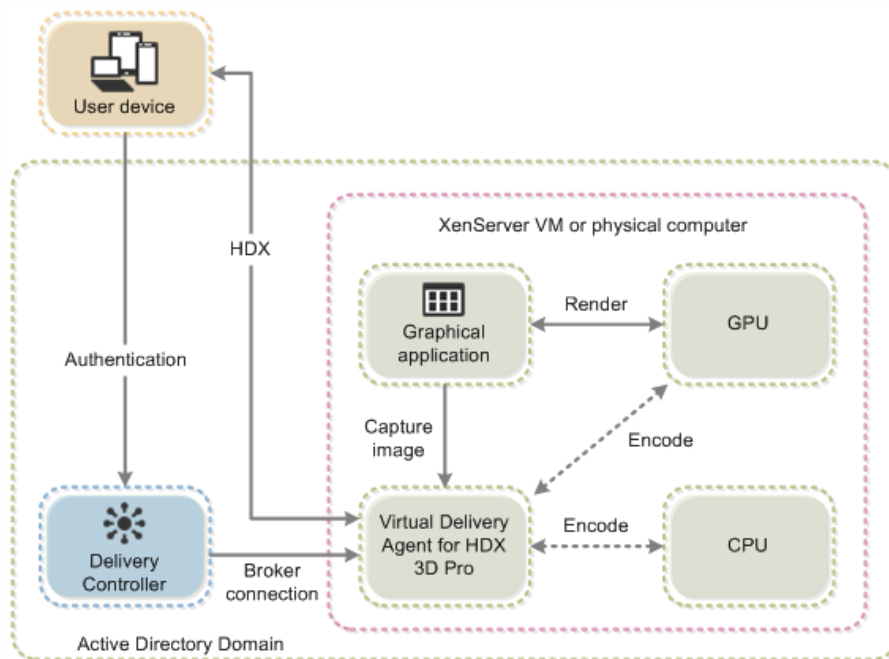 User device
XenServer VM or physical computer
HDX
Render
GPU
Graphical
application
Authentication
Capture
image
Encode
Virtual Delivery
Agent for HDX
3D Pro
Encode
CPU
Delivery
Controller
Broker
connection
Active Directory Domain